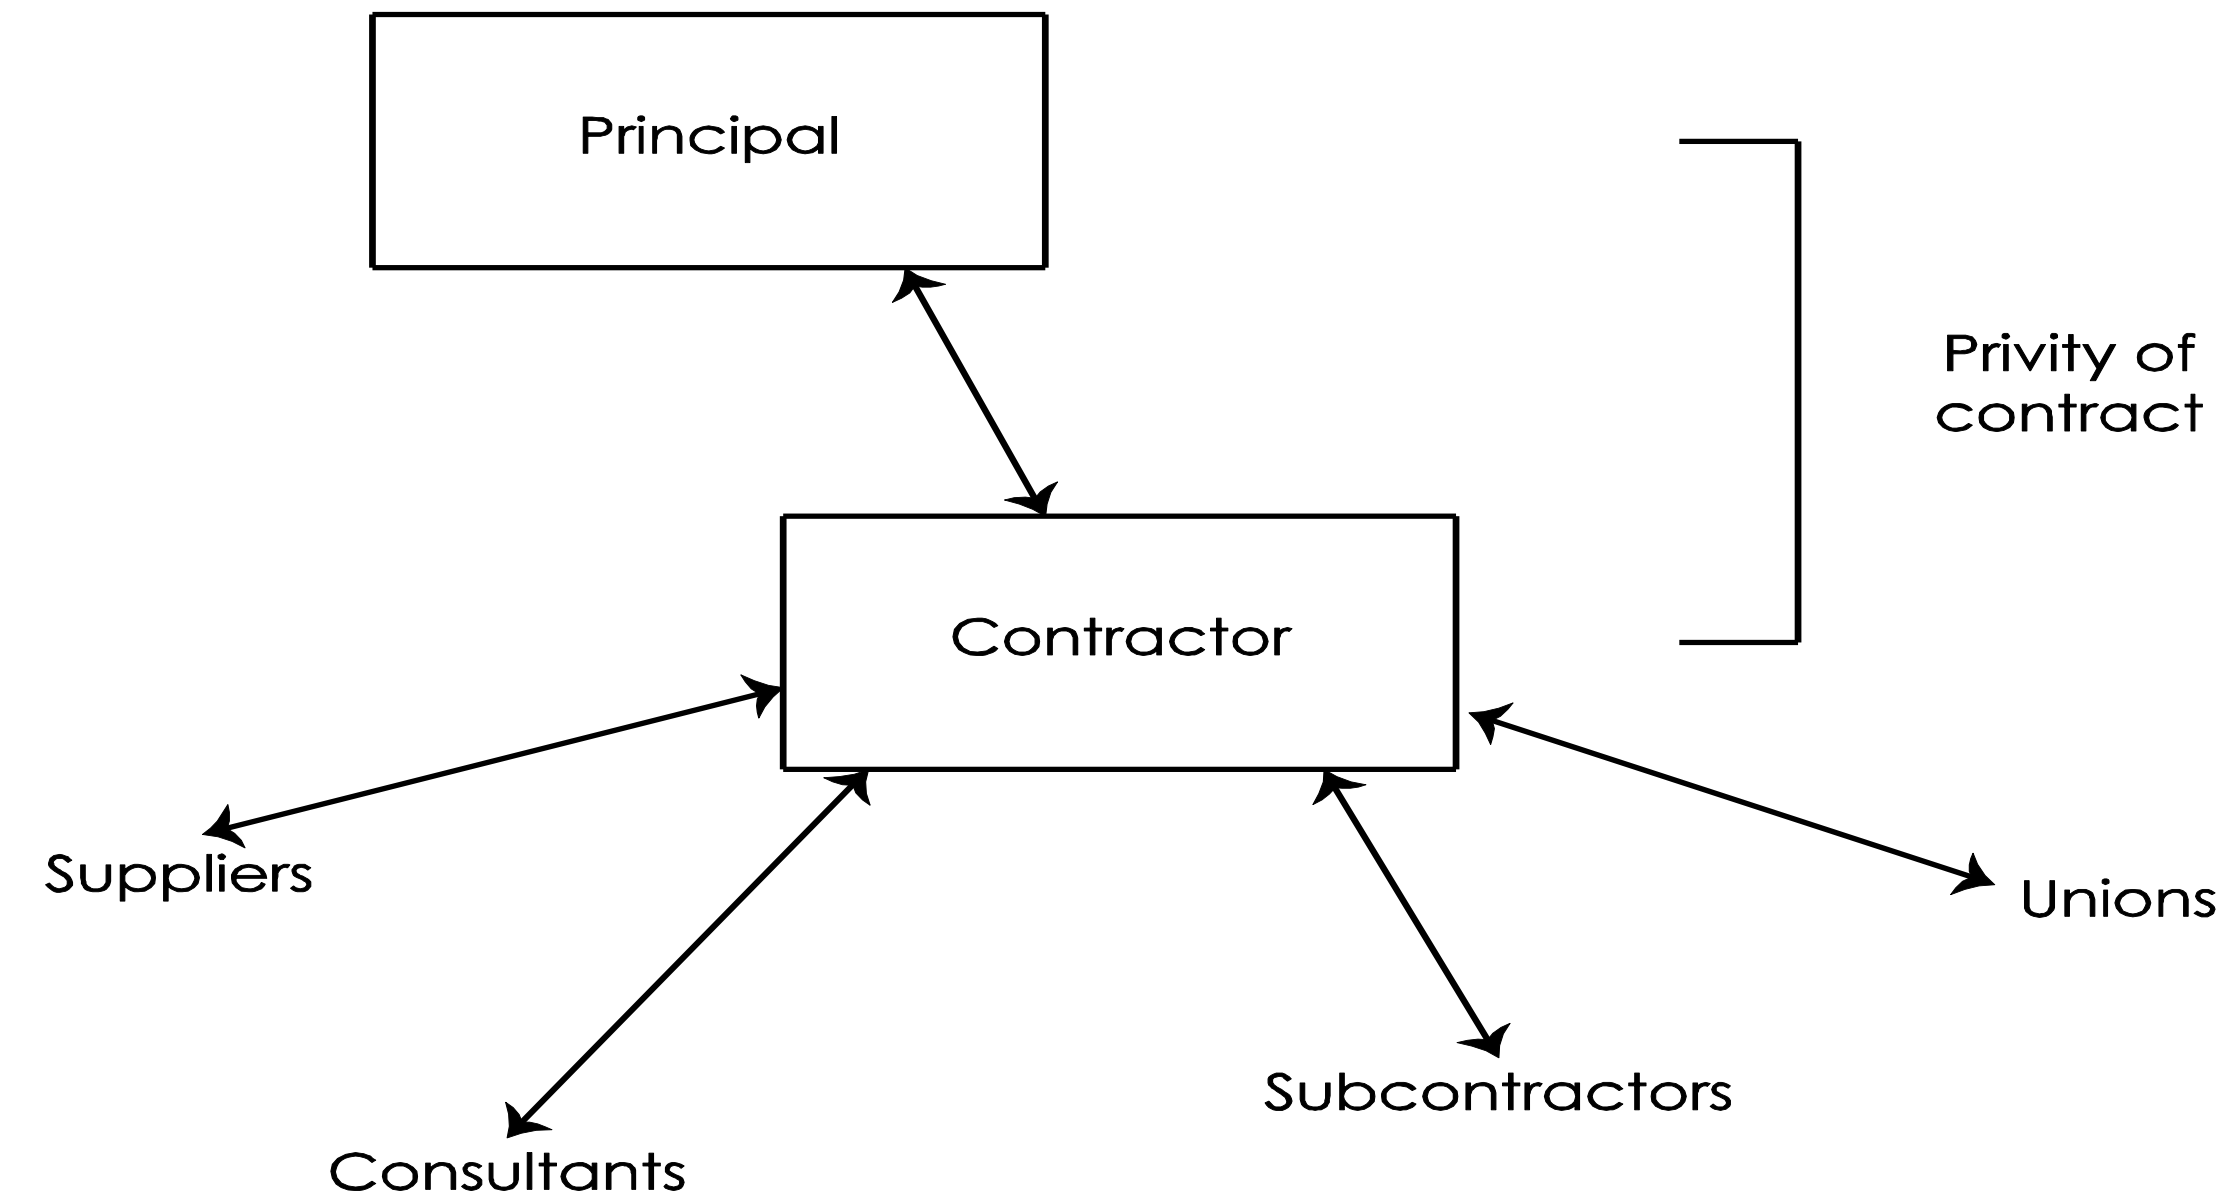 Principal
Privity of
contract
Contractor
Suppliers
Unions
Subcontractors
Consultants